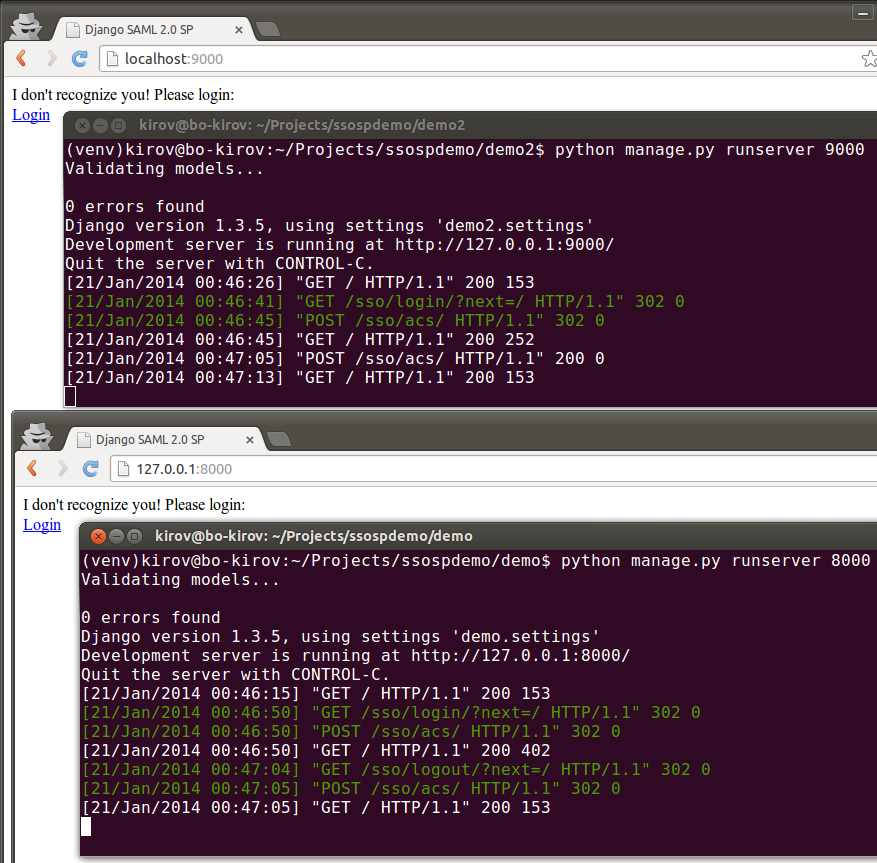 Django SAML 2.0 SP
localhost:9000
I don't recognize you! Please login:
Login
kirov@bo-kirov: ~/Projects/ssospdemo/demo2
(venv)kirov@bo-kirov:~/Projects/ssospdemo/demo2$ python manage.py runserver 9000
Validating models...
0 errors found
Django version 1.3.5, using settings 'demo2.settings'
Development server is running at http://127.0.0.1:9000/
Quit the server with CONTROL-C.
[21/Jan/2014 00:46:26] "GET / HTTP/1.1" 200 153
[21/Jan/2014 00:46:41] "GET /sso/login/?next=/ HTTP/1.1" 302 0
[21/Jan/2014 00:46:45] "POST /sso/acs/ HTTP/1.1" 302 0
[21/Jan/2014 00:46:45] "GET / HTTP/1.1" 200 252
[21/Jan/2014 00:47:05] "POST /sso/acs/ HTTP/1.1" 200 0
[21/Jan/2014 00:47:13] "GET / HTTP/1.1" 200 153
Django SAML 2.0 SP
127.0.0.1:8000
I don't recognize you! Please login:
Login
kirov@bo-kirov: ~/Projects/ssospdemo/demo
(venv)kirov@bo-kirov:~/Projects/ssospdemo/demo$ python manage.py runserver 8000
Validating models...
0 errors found
Django version 1.3.5, using settings 'demo.settings'
Development server is running at http://127.0.0.1:8000/
Quit the server with CONTROL-C.
[21/Jan/2014 00:46:15] "GET / HTTP/1.1" 200 153
[21/Jan/2014 00:46:50] "GET /sso/login/?next=/ HTTP/1.1" 302 0
[21/Jan/2014 00:46:50] "POST /sso/acs/ HTTP/1.1" 302 0
[21/Jan/2014 00:46:50] "GET / HTTP/1.1" 200 402
[21/Jan/2014 00:47:04] "GET /sso/logout/?next=/ HTTP/1.1" 302 0
[21/Jan/2014 00:47:05] "POST /sso/acs/ HTTP/1.1" 302 0
[21/Jan/2014 00:47:05] "GET / HTTP/1.1" 200 153